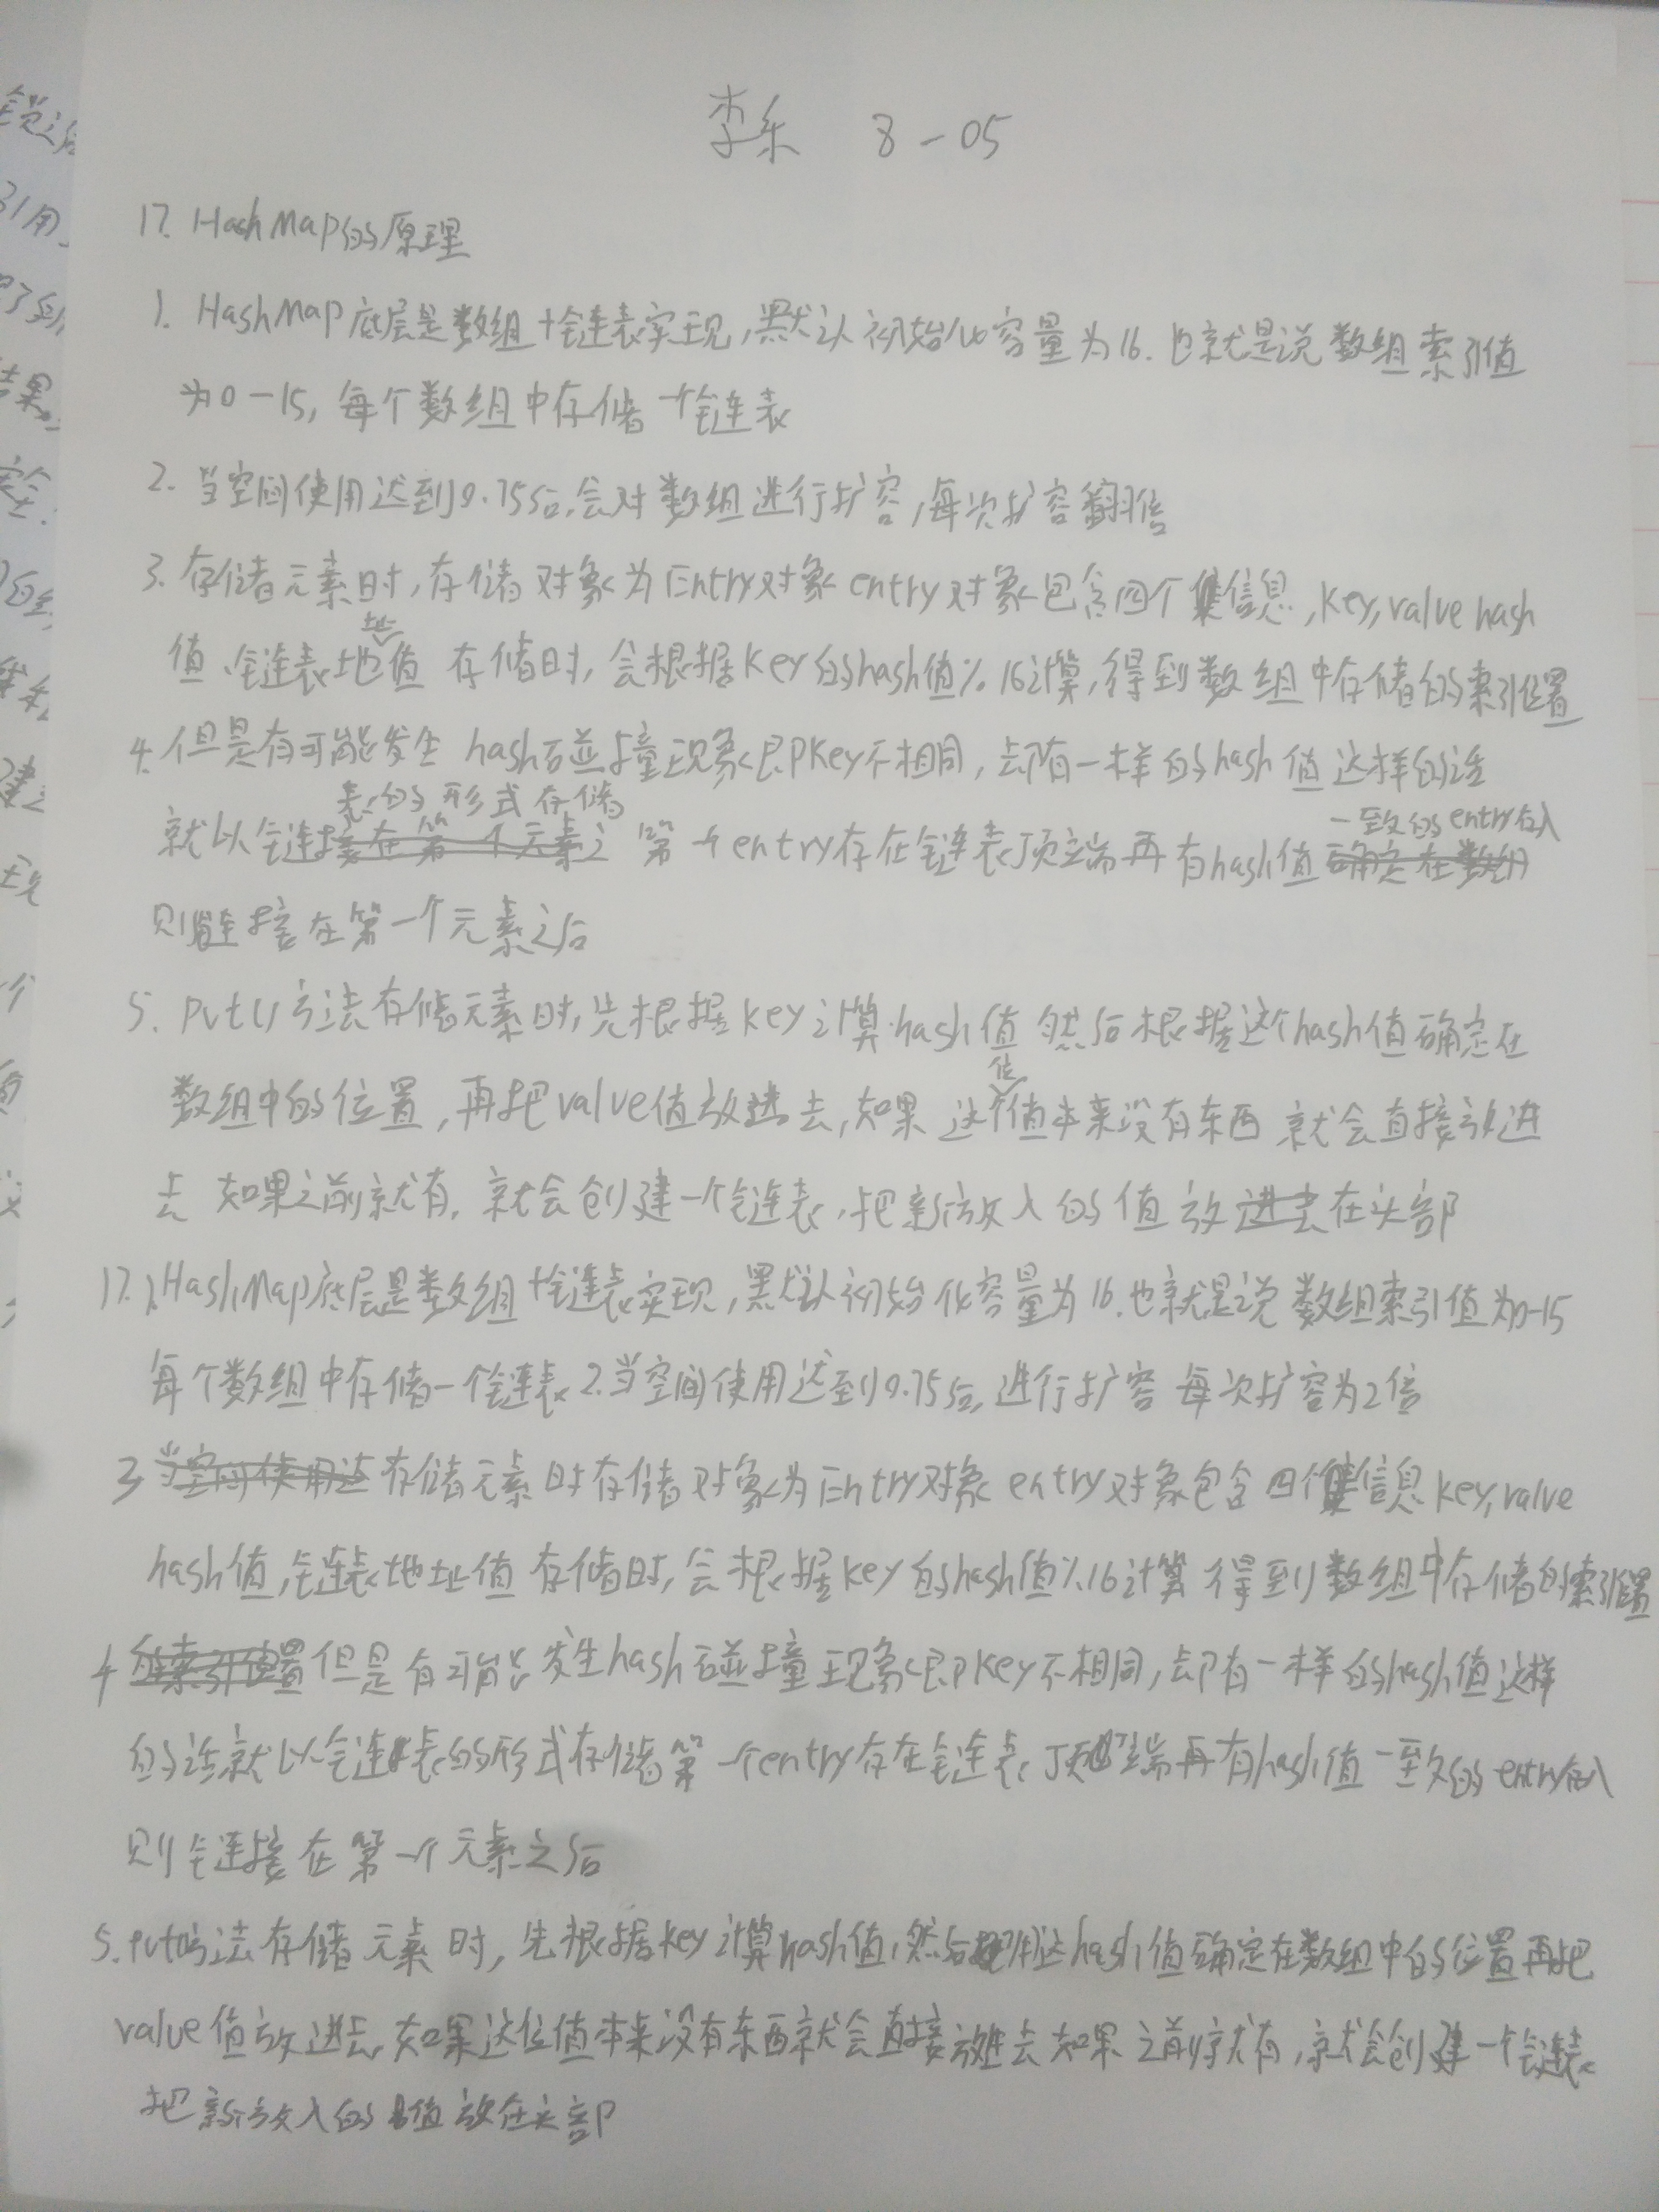 李乐 8-05
17. HashMap的原理
1. HashMap底层是数组+链表实现,默认初始化容量为16.也就是说数组索引值
为0-15,每个数组中存储一个链表
2. 当空间使用达到0.75后,会对数组进行扩容,每次扩容翻倍
3. 存储元素时,存储对象为Entry对象 entry对象包含四个信息,key,value hash
值、链表地址值 存储时,会根据key的hash值%16计算,得到数组中存储的索引位置
4.但是有可能发生 hash碰撞现象即key不相同,却有一样的hash值 这样的话
就以链表的形式存储 第一个entry存在链表顶端再有hash值一致的entry存入
则链接在第一个元素之后
5. put()方法存储元素时,先根据key计算hash值 然后根据这个hash值确定在
数组中的位置,再把value值放进去,如果这个位值本来没有东西 就会直接放进
去 如果之前就有,就会创建一个链表,把新放入的值放在头部
17.1.HashMap底层是数组+链表实现,默认初始化容量为16.也就是说数组索引值为0-15
每个数组中存储一个链表 2.当空间使用达到0.75后,进行扩容 每次扩容为2倍
3 存储元素时存储对象为Entry对象 entry对象包含四个信息key,value
hash值,链表地址值 存储时,会根据key的hash值%16计算 得到数组中存储的索引位置
4 但是有可能发生hash碰撞现象即key不相同,却有一样的hash值这样
的话就以链表的形式存储第一个entry存在链表顶端再有hash值一致的entry存入
则链接在第一个元素之后
5.put方法存储元素时,先根据key计算hash值,然后用这hash值确定在数组中的位置再把
value值放进去,如果这位值本来没有东西就会直接放进去 如果之前就有,就会创建一个链表
把新放入的值放在头部